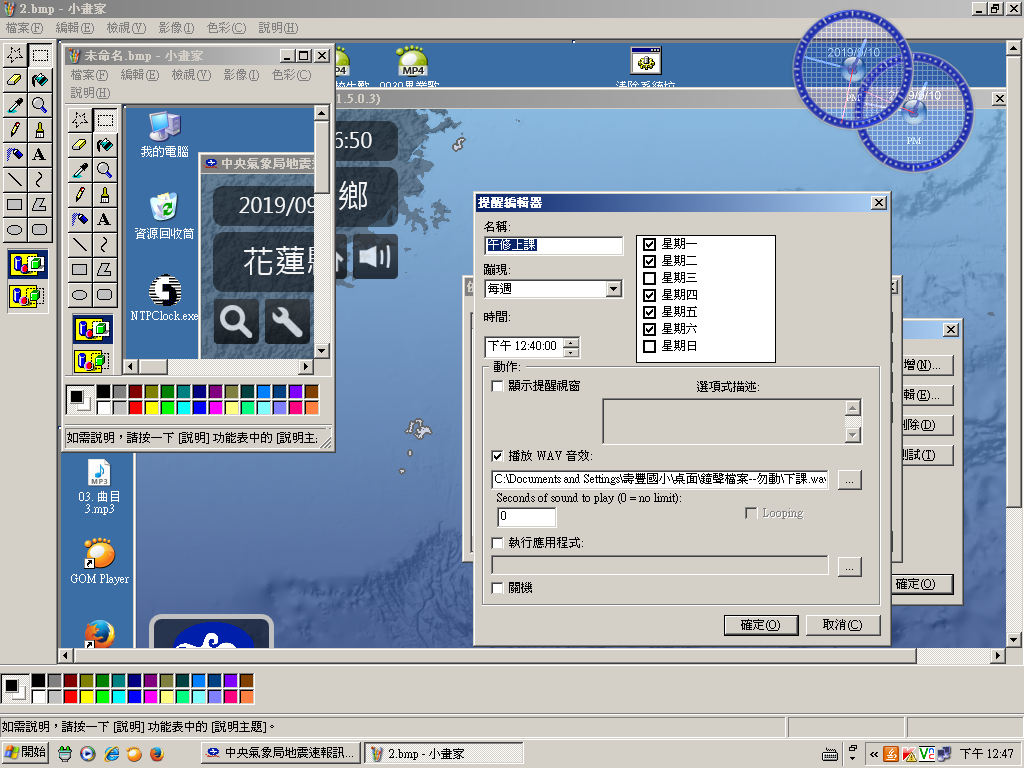 2.bmp - 小畫家
檔案(F) 編輯(E) 檢視(V) 影像(I) 色彩(C) 說明(H)
未命名.bmp - 小畫家
檔案(F) 編輯(E) 檢視(V) 影像(I) 色彩(C)
說明(H)
我的電腦
資源回收筒
NTPClock.exe
中央氣象局地震速
2019/09
花蓮
MP4
1.5.0.3)
6:50
鄉
2019/9/10
PM
9/10
PM
提醒編輯器
名稱:
午修上課
蹦現:
每週
時間:
下午 12:40:00
星期一
星期二
星期三
星期四
星期五
星期六
星期日
動作:
顯示提醒視窗
選項式描述:
播放 WAV 音效:
C:\Documents and Settings\壽豐國小\桌面\鐘聲檔案--勿動\下課.wav
...
Seconds of sound to play (0 = no limit):
0
Looping
執行應用程式:
...
關機
確定(O)
取消(C)
增(N)...
輯(E)...
刪除(D)
測試(T)
確定(O)
如需說明，請按一下 [說明] 功能表中的 [說明主
MP3
03. 曲目
3.mp3
GOM Player
如需說明，請按一下 [說明] 功能表中的 [說明主題]。
開始
中央氣象局地震速報訊...
2.bmp - 小畫家
下午 12:47